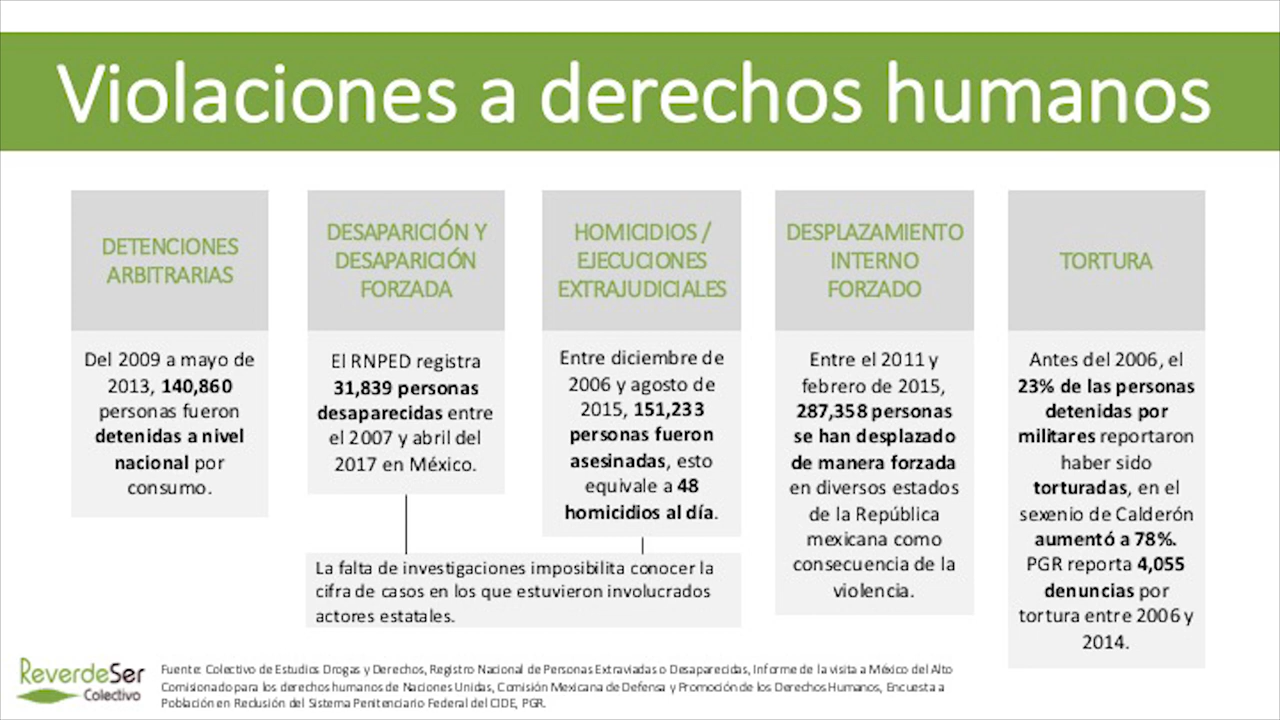 Violaciones a derechos humanos
DETENCIONES
ARBITRARIAS
Del 2009 a mayo de
2013, 140,860
personas fueron
detenidas a nivel
nacional por
consumo.
DESAPARICIÓN Y
DESAPARICIÓN
FORZADA
El RNPED registra
31,839 personas
desaparecidas entre
el 2007 y abril del
2017 en México.
HOMICIDIOS /
EJECUCIONES
EXTRAJUDICIALES
Entre diciembre de
2006 y agosto de
2015, 151,233
personas fueron
asesinadas, esto
equivale a 48
homicidios al día.
La falta de investigaciones imposibilita conocer la
cifra de casos en los que estuvieron involucrados
actores estatales.
DESPLAZAMIENTO
INTERNO
FORZADO
Entre el 2011 y
febrero de 2015,
287,358 personas
se han desplazado
de manera forzada
en diversos estados
de la República
mexicana como
consecuencia de la
violencia.
TORTURA
Antes del 2006, el
23% de las personas
detenidas por
militares reportaron
haber sido
torturadas, en el
sexenio de Calderón
aumentó a 78%.
PGR reporta 4,055
denuncias por
tortura entre 2006 y
2014.
ReverdeSer
Colectivo
Fuente: Colectivo de Estudios Drogas y Derechos, Registro Nacional de Personas Extraviadas o Desaparecidas, Informe de la visita a México del Alto
Comisionado para los derechos humanos de Naciones Unidas, Comisión Mexicana de Defensa y Promoción de los Derechos Humanos, Encuesta a
Población en Reclusión del Sistema Penitenciario Federal del CIDE, PGR.